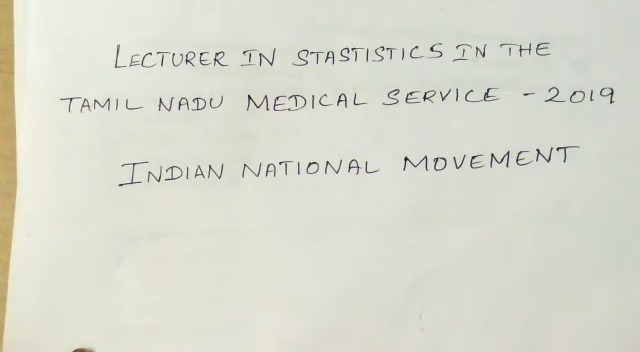 LECTURER IN STASTISTICS IN THE
TAMIL NADU MEDICAL SERVICE - 2019
INDIAN NATIONAL MOVEMENT